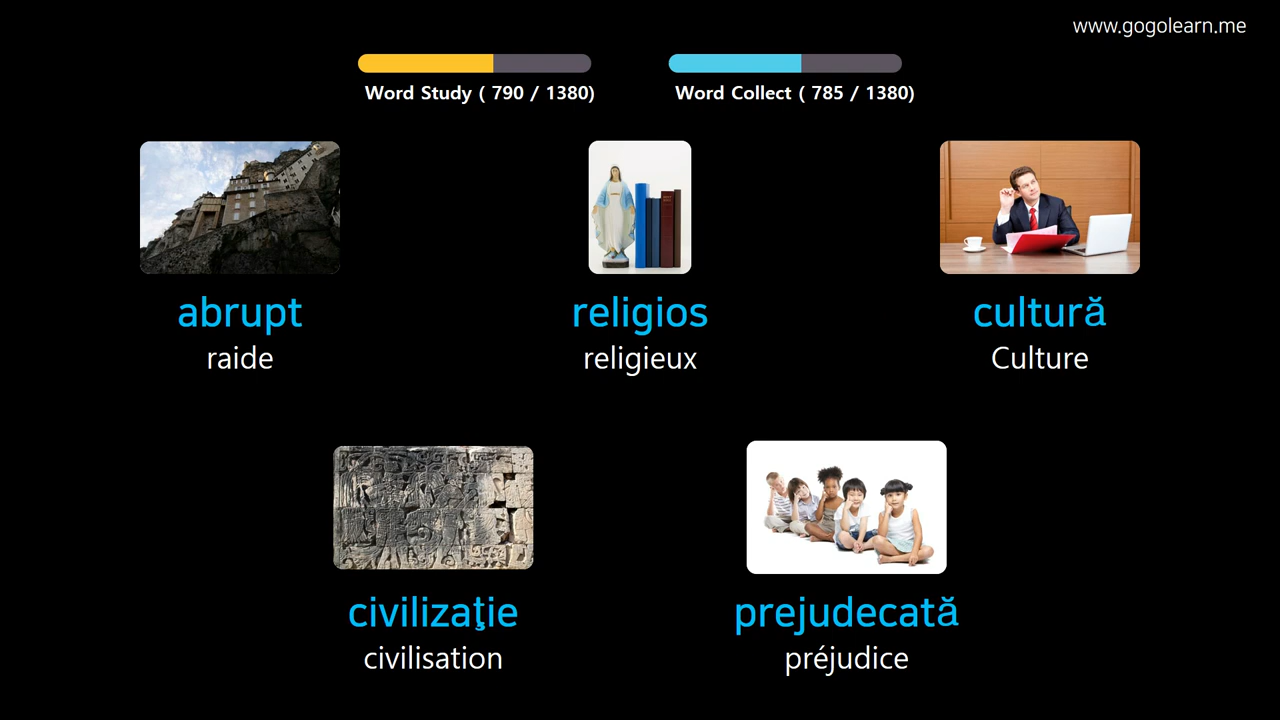 www.gogolearn.me
Word Study ( 790 / 1380)
Word Collect ( 785 / 1380)
abrupt
raide
religios
religieux
cultură
Culture
civilizaţie
civilisation
prejudecată
préjudice